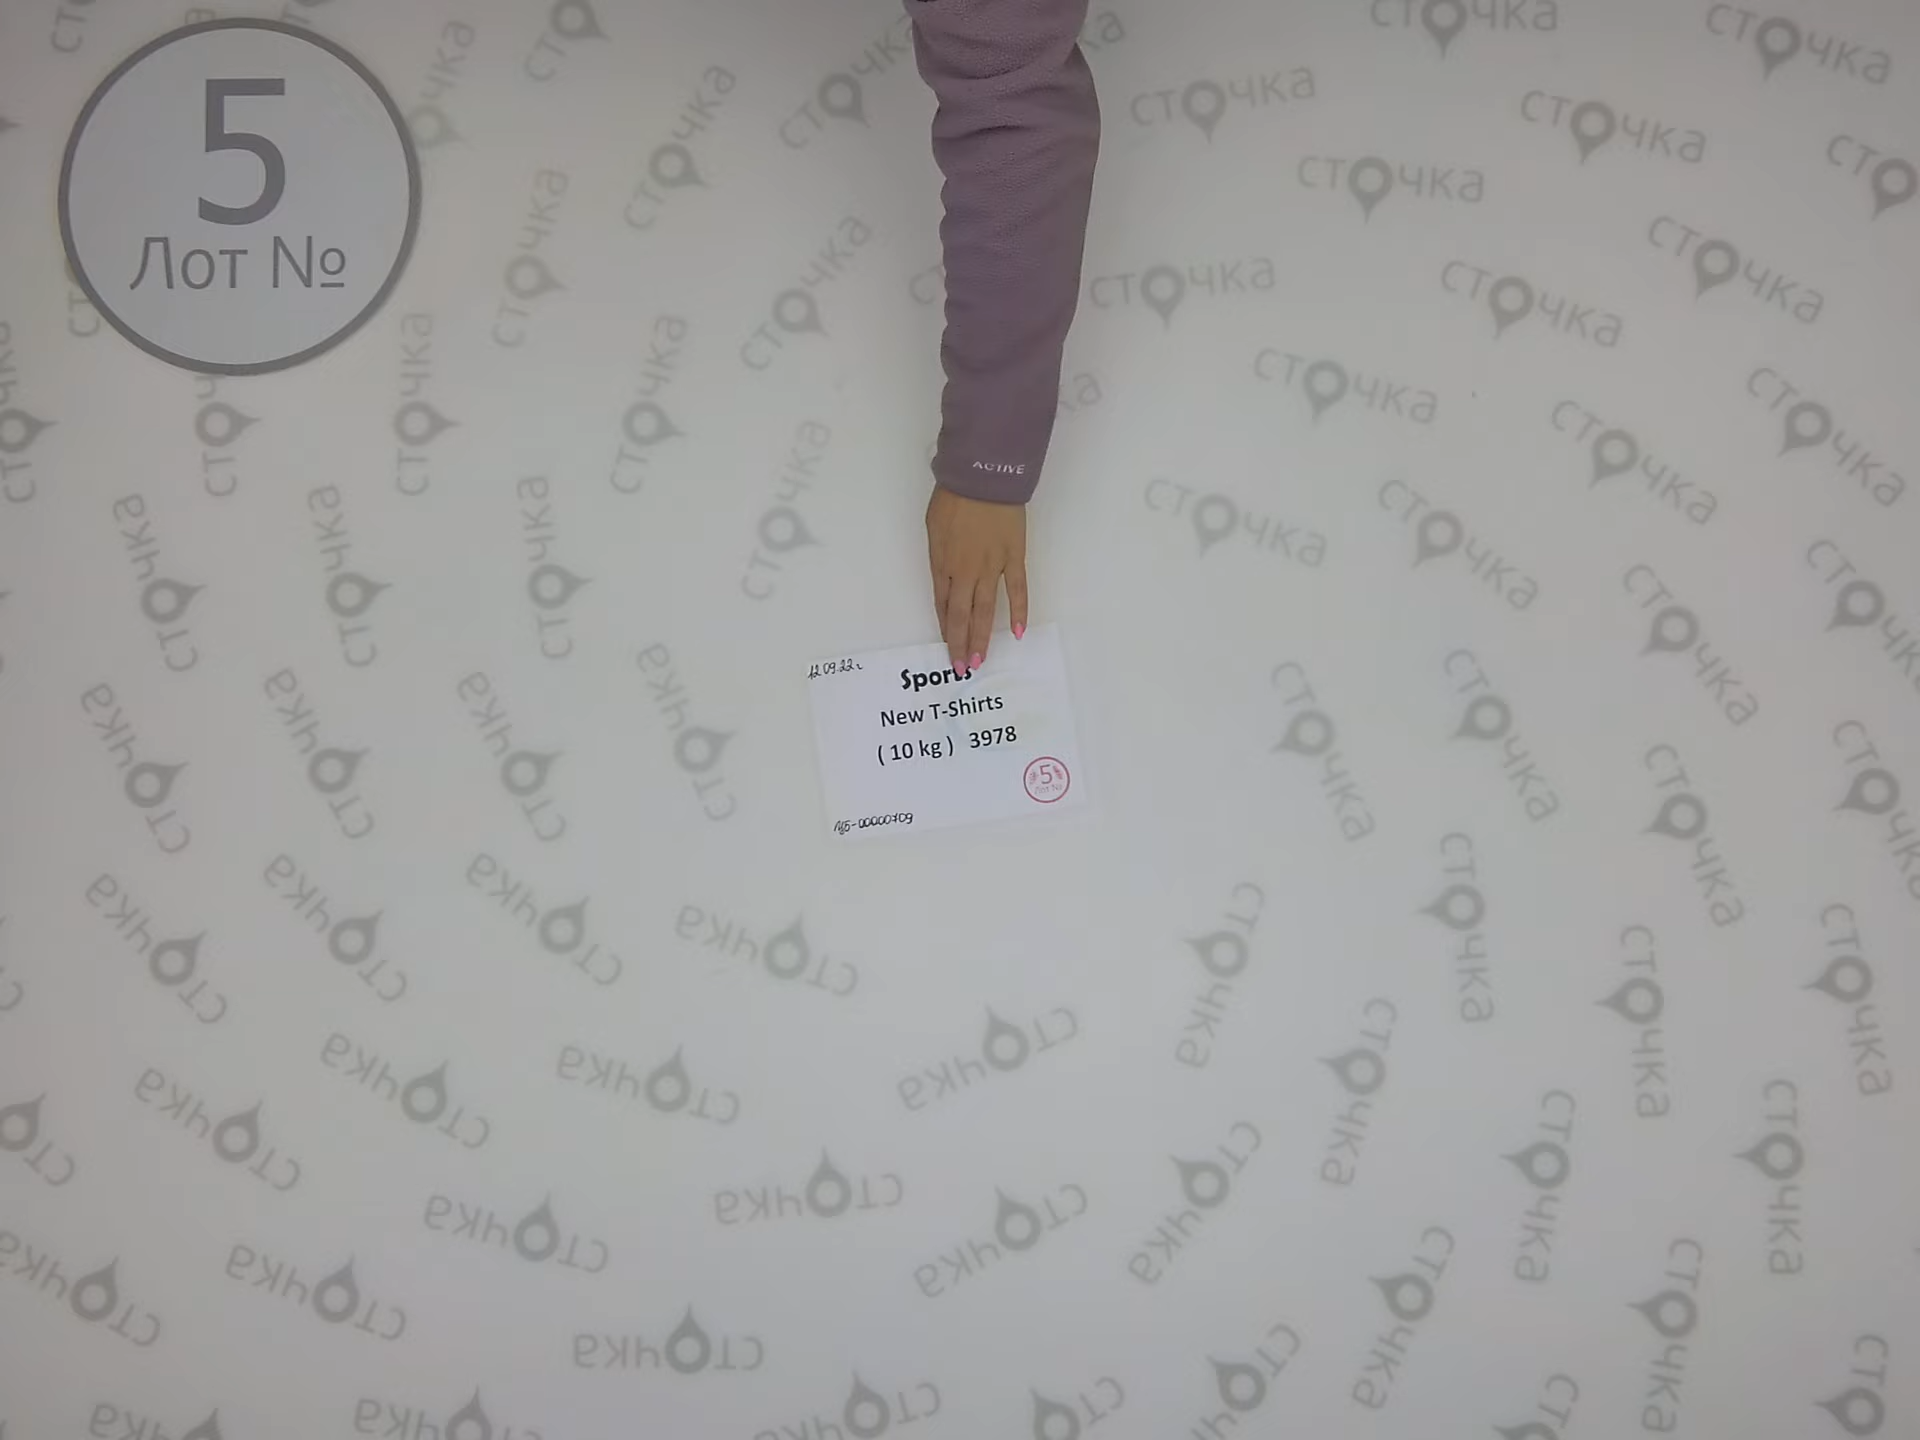 5
Лот №
сточка
ACTIVE
12.09.22г
Sports
New T-Shirts
( 10 kg ) 3978
5
Лот №